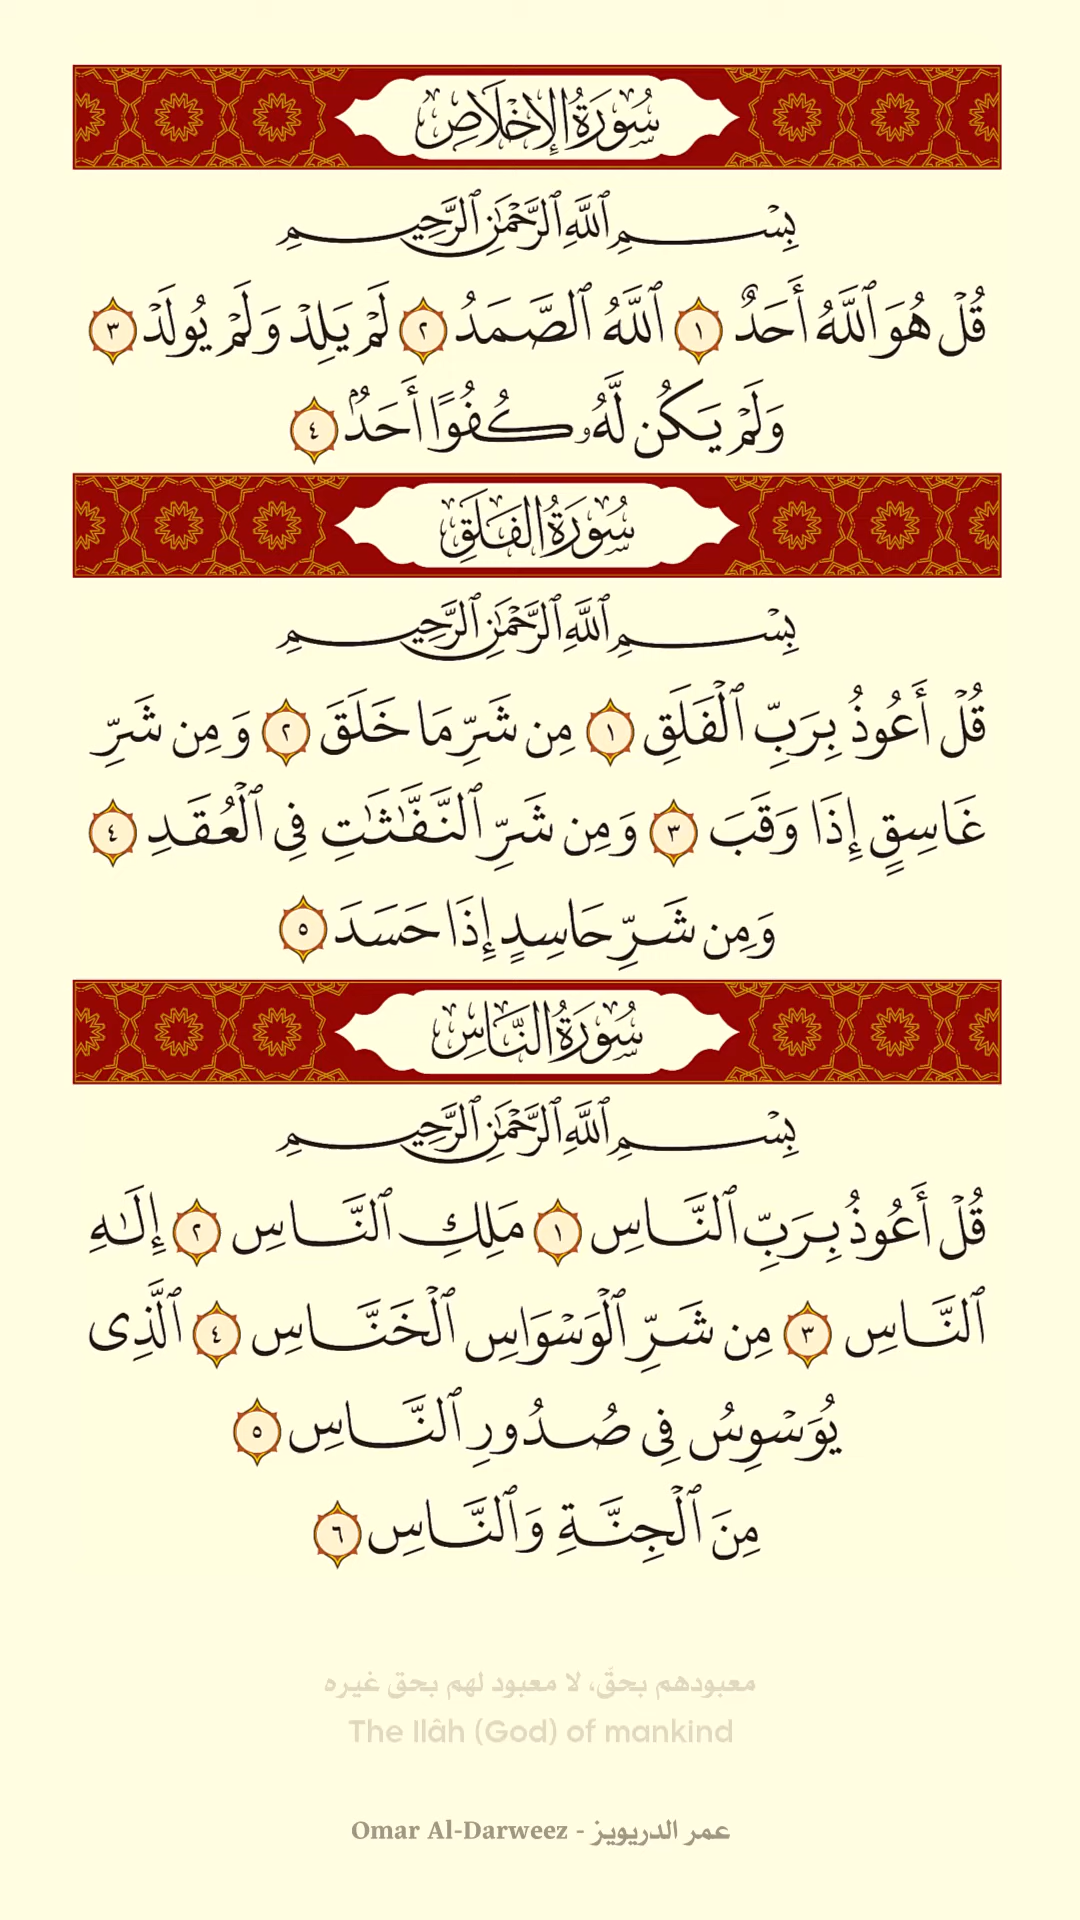 سُورَةُ الإِخْلَاصِ
بِسْمِ ٱللَّهِ ٱلرَّحْمَٰنِ ٱلرَّحِيمِ
قُلْ هُوَ ٱللَّهُ أَحَدٌ ١ ٱللَّهُ ٱلصَّمَدُ ٢ لَمْ يَلِدْ وَلَمْ يُولَدْ ٣
وَلَمْ يَكُن لَّهُۥ كُفُوًا أَحَدٌۢ ٤
سُورَةُ الفَلَقِ
بِسْمِ ٱللَّهِ ٱلرَّحْمَٰنِ ٱلرَّحِيمِ
قُلْ أَعُوذُ بِرَبِّ ٱلْفَلَقِ ١ مِن شَرِّ مَا خَلَقَ ٢ وَمِن شَرِّ
غَاسِقٍ إِذَا وَقَبَ ٣ وَمِن شَرِّ ٱلنَّفَّٰثَٰتِ فِى ٱلْعُقَدِ ٤
وَمِن شَرِّ حَاسِدٍ إِذَا حَسَدَ ٥
سُورَةُ النَّاسِ
بِسْمِ ٱللَّهِ ٱلرَّحْمَٰنِ ٱلرَّحِيمِ
قُلْ أَعُوذُ بِرَبِّ ٱلنَّاسِ ١ مَلِكِ ٱلنَّاسِ ٢ إِلَٰهِ
ٱلنَّاسِ ٣ مِن شَرِّ ٱلْوَسْوَاسِ ٱلْخَنَّاسِ ٤ ٱلَّذِى
يُوَسْوِسُ فِى صُدُورِ ٱلنَّاسِ ٥
مِنَ ٱلْجِنَّةِ وَٱلنَّاسِ ٦
معبودهم بحقّ، لا معبود لهم بحق غيره
The Ilâh (God) of mankind
Omar Al-Darweez - عمر الدريويز